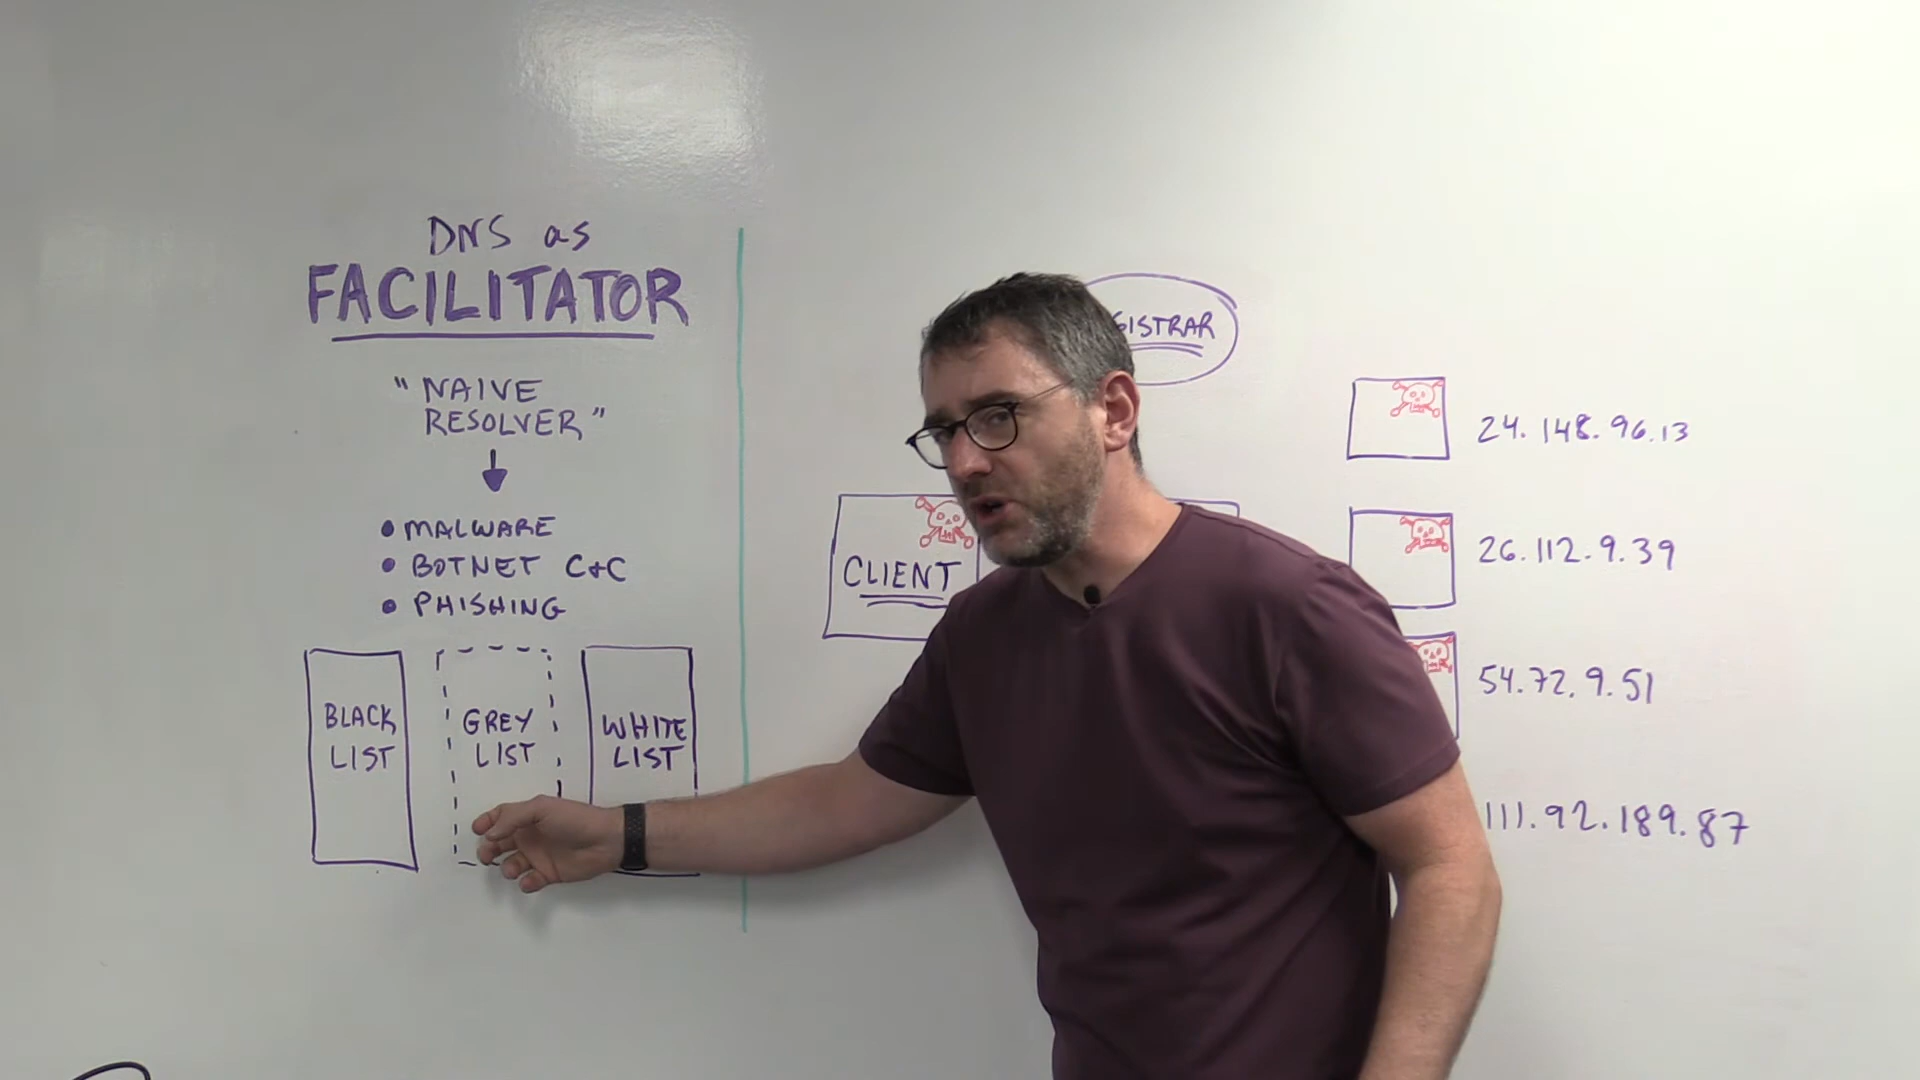 DNS as
FACILITATOR
"NAIVE
RESOLVER"
• MALWARE
• BOTNET C+C
• PHISHING
BLACK
LIST
GREY
LIST
WHITE
LIST
GISTRAR
CLIENT
24.148.96.13
26.112.9.39
54.72.9.51
111.92.189.87